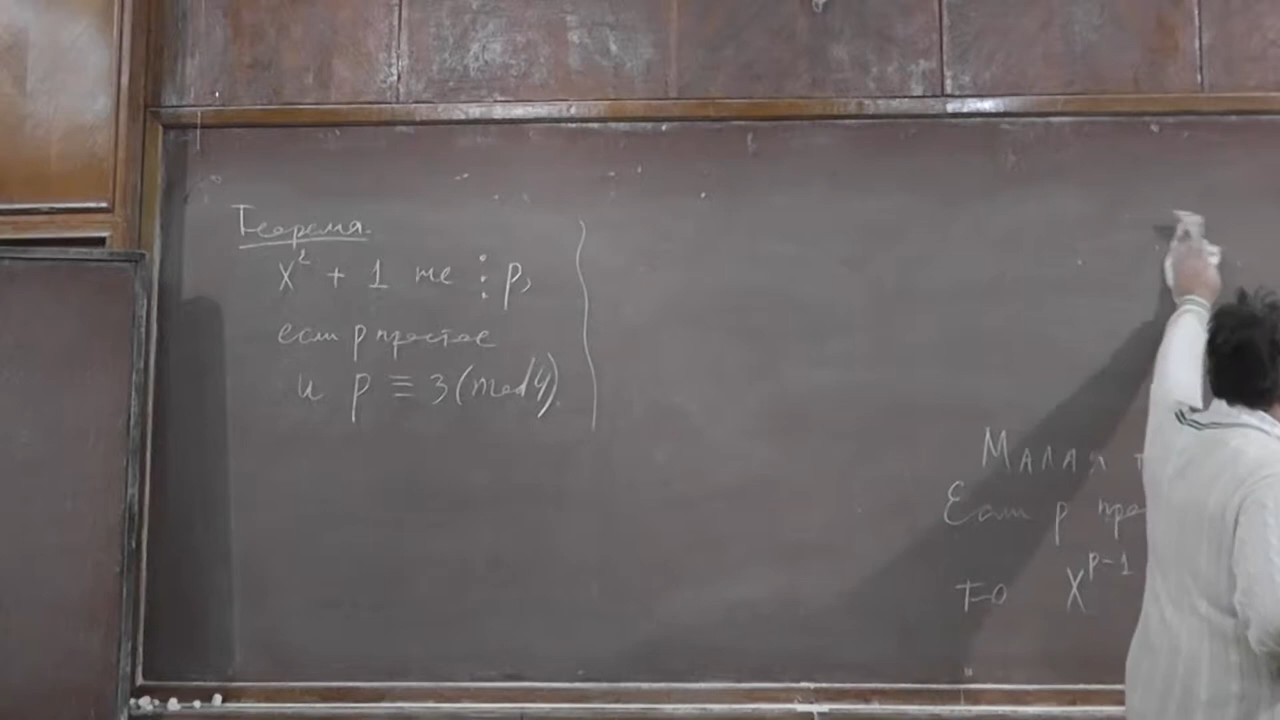 Теорема.
x² + 1 не ⋮ p,
если p простое
и p ≡ 3 (mod 4).
Малая
Если p
то x^{p-1}